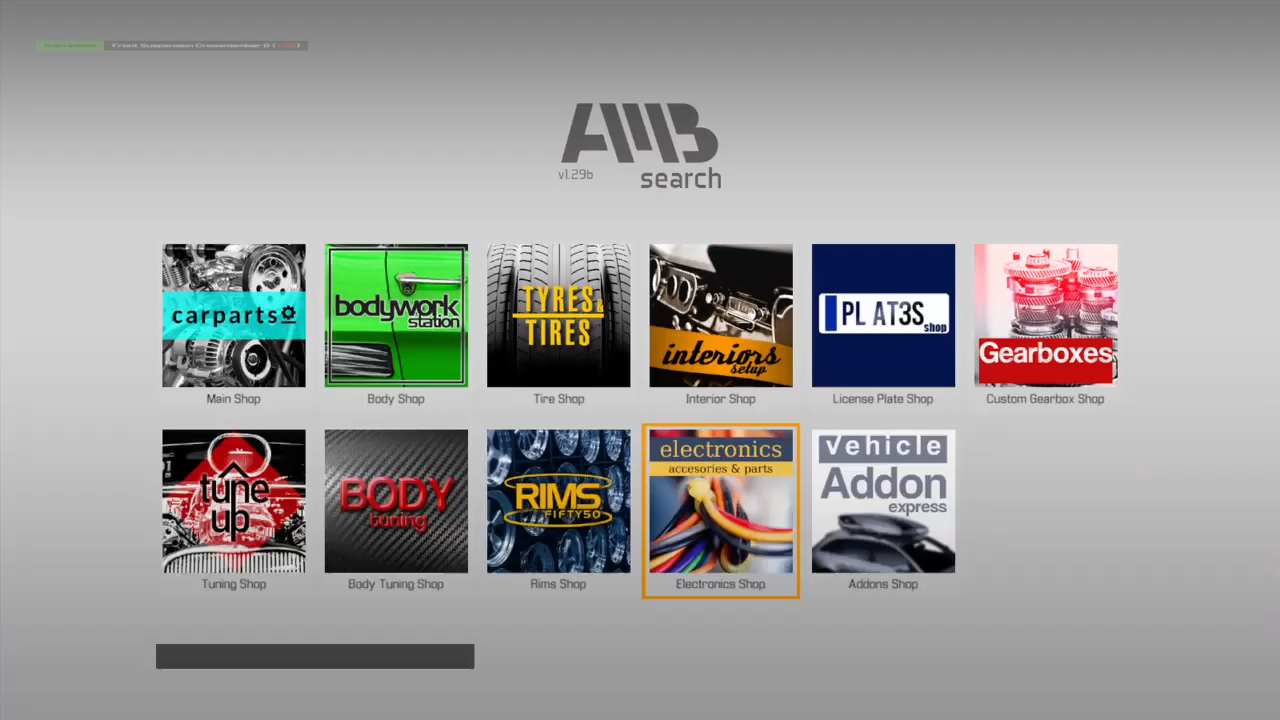 Front Suspension Crossmember B (
AMB
v1.29b
search
carparts
bodywork
station
TYRES &
TIRES
interiors
setup
PL AT3S
shop
Gearboxes
Main Shop
Body Shop
Tire Shop
Interior Shop
License Plate Shop
Custom Gearbox Shop
tune
up
BODY
tuning
RIMS
FIFTY50
electronics
accesories & parts
vehicle
Addon
express
Tuning Shop
Body Tuning Shop
Rims Shop
Electronics Shop
Addons Shop